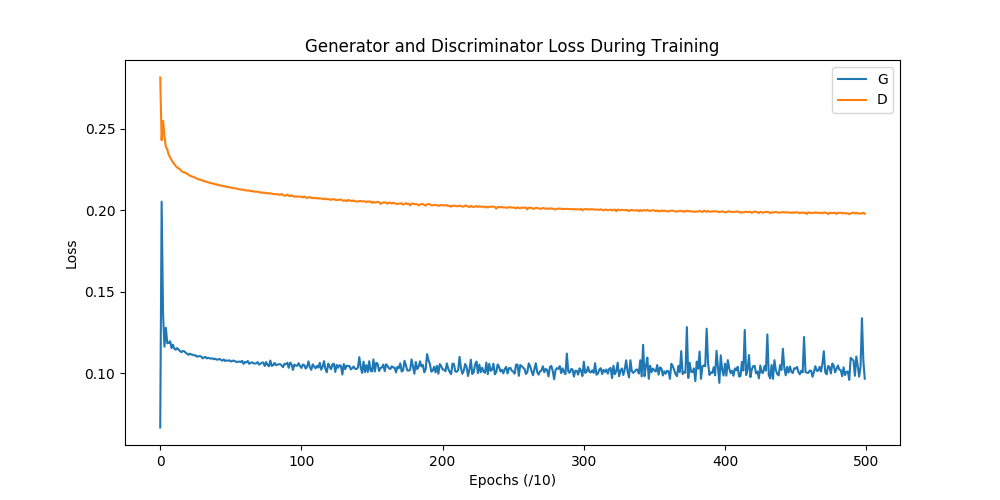 Generator and Discriminator Loss During Training
G
D
0.25
0.20
0.15
0.10
Loss
0 100 200 300 400 500
Epochs (/10)